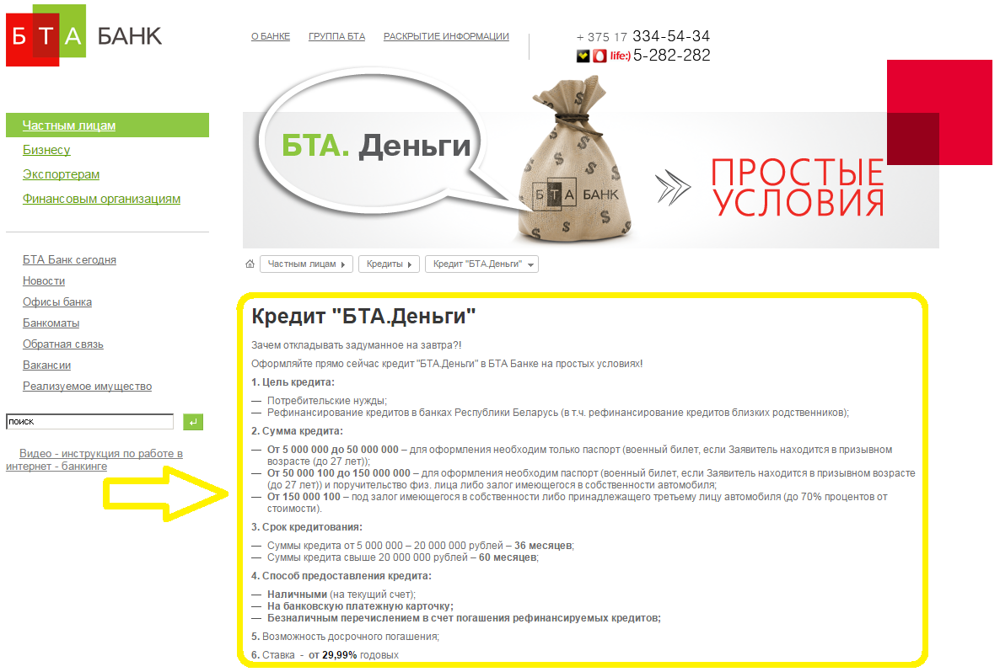 БТА БАНК
О БАНКЕ ГРУППА БТА РАСКРЫТИЕ ИНФОРМАЦИИ
+ 375 17 334-54-34
life:) 5-282-282
Частным лицам
Бизнесу
Экспортерам
Финансовым организациям
БТА. Деньги
БТА БАНК
ПРОСТЫЕ
УСЛОВИЯ
БТА Банк сегодня
Новости
Офисы банка
Банкоматы
Обратная связь
Вакансии
Реализуемое имущество
поиск
Видео - инструкция по работе в
интернет - банкинге
Частным лицам Кредиты Кредит "БТА.Деньги"
Кредит "БТА.Деньги"
Зачем откладывать задуманное на завтра?!
Оформляйте прямо сейчас кредит "БТА.Деньги" в БТА Банке на простых условиях!
1. Цель кредита:
— Потребительские нужды;
— Рефинансирование кредитов в банках Республики Беларусь (в т.ч. рефинансирование кредитов близких родственников);
2. Сумма кредита:
— От 5 000 000 до 50 000 000 – для оформления необходим только паспорт (военный билет, если Заявитель находится в призывном
возрасте (до 27 лет));
— От 50 000 100 до 150 000 000 – для оформления необходим паспорт (военный билет, если Заявитель находится в призывном возрасте
(до 27 лет)) и поручительство физ. лица либо залог имеющегося в собственности автомобиля;
— От 150 000 100 – под залог имеющегося в собственности либо принадлежащего третьему лицу автомобиля (до 70% процентов от
стоимости).
3. Срок кредитования:
— Суммы кредита от 5 000 000 – 20 000 000 рублей – 36 месяцев;
— Суммы кредита свыше 20 000 000 рублей – 60 месяцев;
4. Способ предоставления кредита:
— Наличными (на текущий счет);
— На банковскую платежную карточку;
— Безналичным перечислением в счет погашения рефинансируемых кредитов;
5. Возможность досрочного погашения;
6. Ставка - от 29,99% годовых